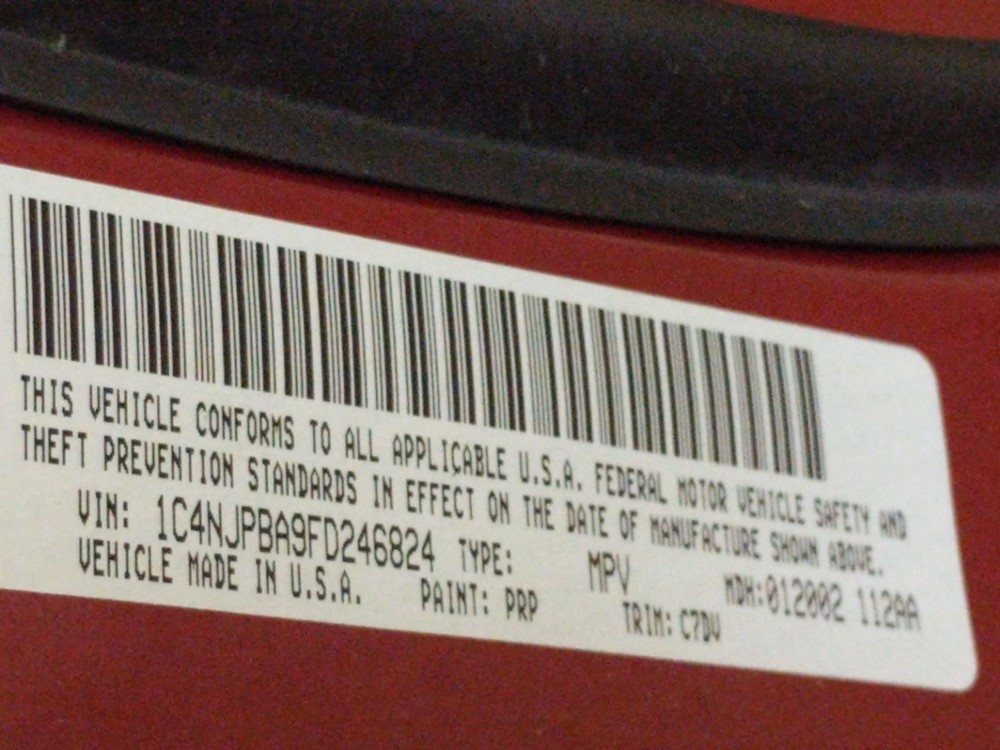 THIS VEHICLE CONFORMS TO ALL APPLICABLE U.S.A. FEDERAL MOTOR VEHICLE SAFETY AND
THEFT PREVENTION STANDARDS IN EFFECT ON THE DATE OF MANUFACTURE SHOWN ABOVE.
VIN: 1C4NJPBA9FD246824 TYPE: MPV MDH:012002 112AA
VEHICLE MADE IN U.S.A. PAINT: PRP TRIM: C7DV